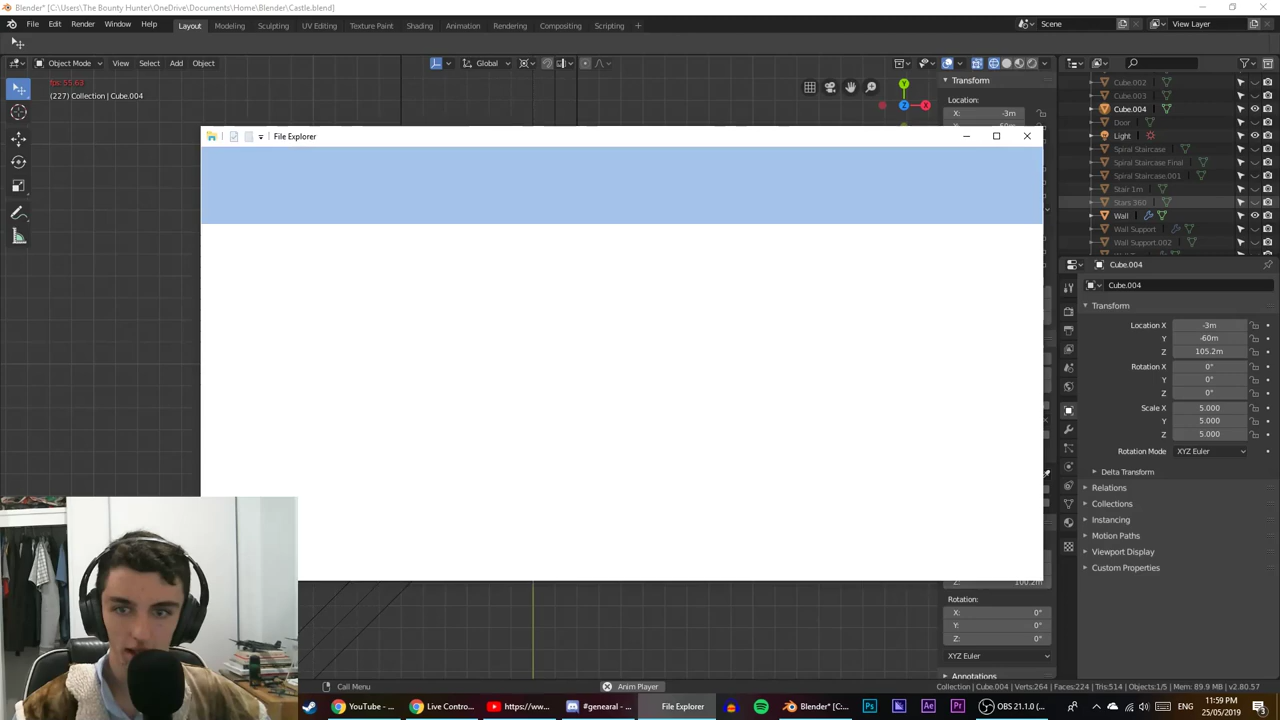 Blender* [C:\Users\The Bounty Hunter\OneDrive\Documents\Home\Blender\Castle.blend]
File Edit Render Window Help Layout Modeling Sculpting UV Editing Texture Paint Shading Animation Rendering Compositing Scripting Scene View Layer
Object Mode View Select Add Object Global
fps 55.63
(227) Collection | Cube.004
File Explorer
Transform
Location:
X: -3m
Cube.002
Cube.003
Cube.004
Door
Light
Spiral Staircase
Spiral Staircase Final
Spiral Staircase.001
Stair 1m
Stars 360
Wall
Wall Support
Wall Support.002
Cube.004
Cube.004
Transform
Location X -3m
Y -60m
Z 105.2m
Rotation X 0°
Y 0°
Z 0°
Scale X 5.000
Y 5.000
Z 5.000
Rotation Mode XYZ Euler
Delta Transform
Relations
Collections
Instancing
Motion Paths
Viewport Display
Custom Properties
Z: 100.2m
Rotation:
X: 0°
Y: 0°
Z: 0°
XYZ Euler
Annotations
Call Menu
Anim Player
Collection | Cube.004 | Verts:264 | Faces:224 | Tris:514 | Objects:1/5 | Mem: 89.9 MB | v2.80.57
YouTube - ...
Live Contro...
https://ww...
#genearal - ...
File Explorer
Blender* [C:...
OBS 21.1.0 (...
ENG
11:59 PM
25/05/2019